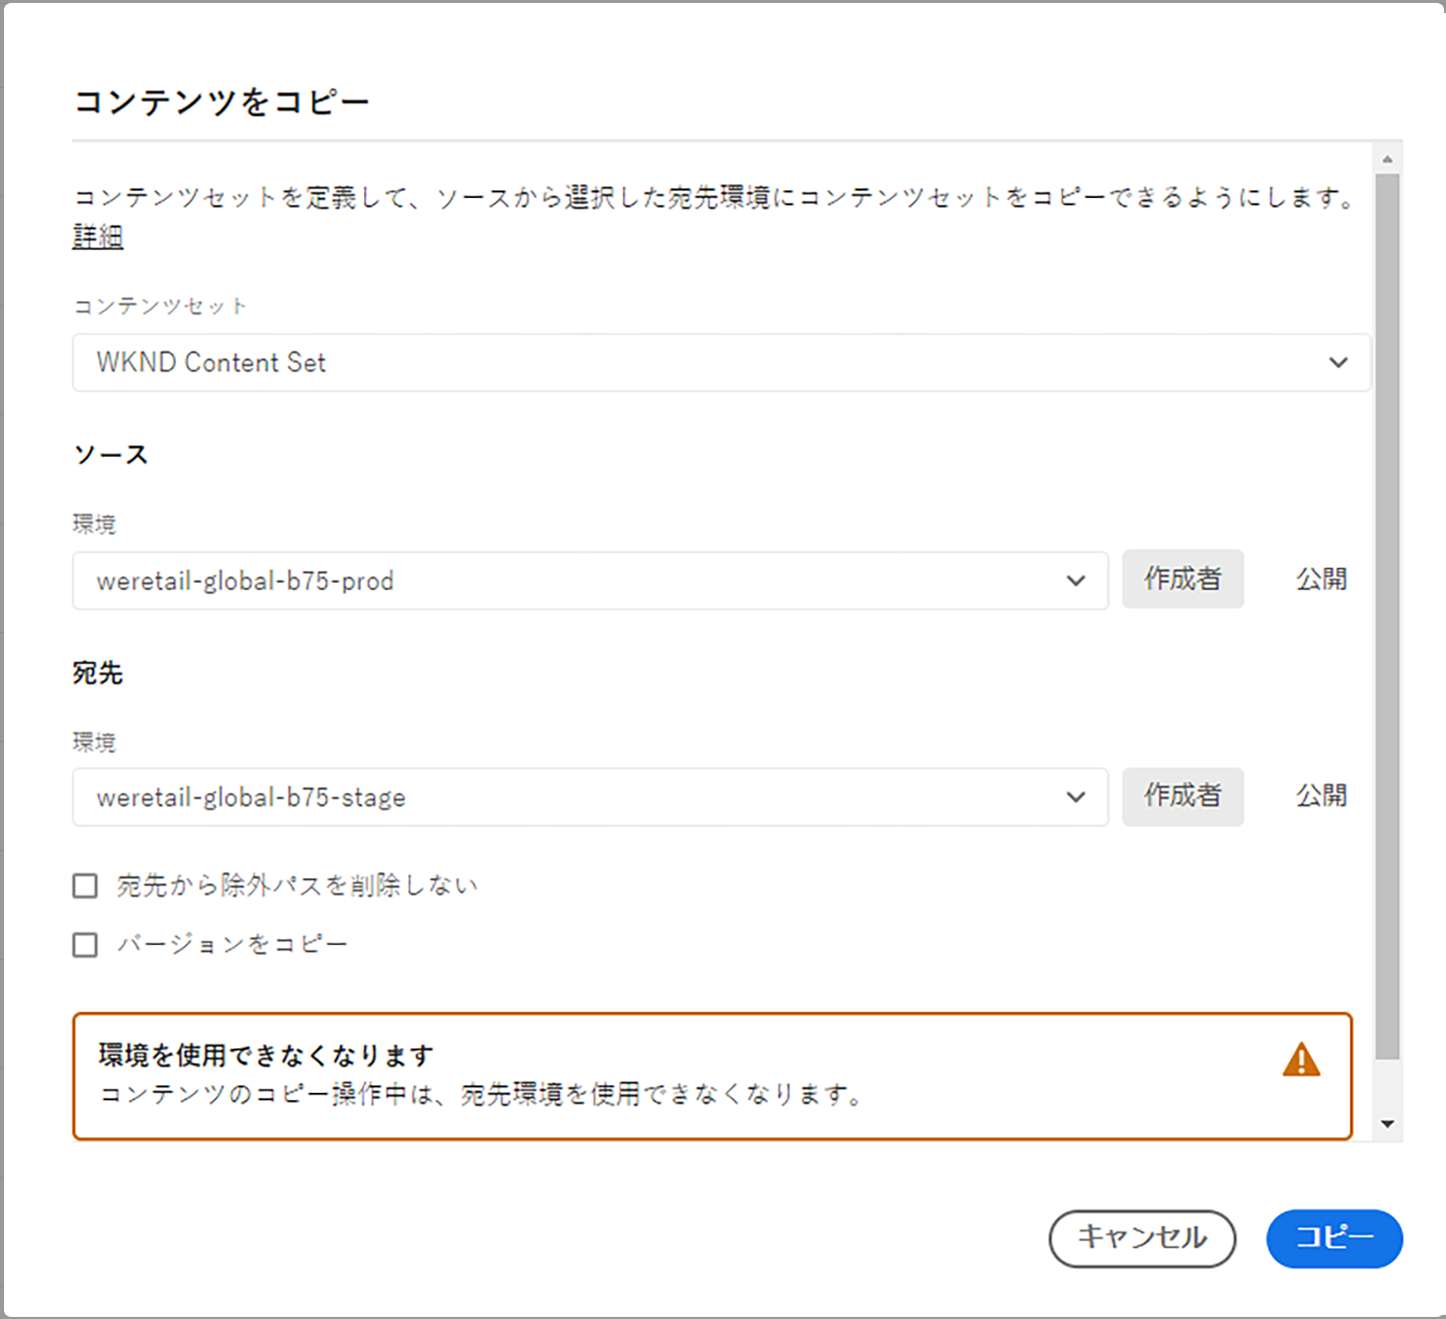 コンテンツをコピー
コンテンツセットを定義して、ソースから選択した宛先環境にコンテンツセットをコピーできるようにします。
詳細
コンテンツセット
WKND Content Set
ソース
環境
weretail-global-b75-prod 作成者 公開
宛先
環境
weretail-global-b75-stage 作成者 公開
宛先から除外パスを削除しない
バージョンをコピー
環境を使用できなくなります
コンテンツのコピー操作中は、宛先環境を使用できなくなります。
キャンセル コピー